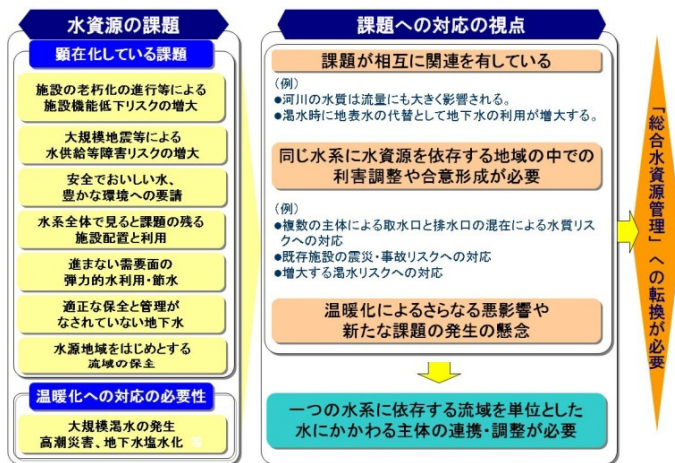 水資源の課題
顕在化している課題
施設の老朽化の進行等による
施設機能低下リスクの増大
大規模地震等による
水供給等障害リスクの増大
安全でおいしい水、
豊かな環境への要請
水系全体で見ると課題の残る
施設配置と利用
進まない需要面の
弾力的水利用・節水
適正な保全と管理が
なされていない地下水
水源地域をはじめとする
流域の保全
温暖化への対応の必要性
大規模渇水の発生
高潮災害、地下水塩水化 等
課題への対応の視点
課題が相互に関連を有している
（例）
●河川の水質は流量にも大きく影響される。
●渇水時に地表水の代替として地下水の利用が増大する。
同じ水系に水資源を依存する地域の中での
利害調整や合意形成が必要
（例）
●複数の主体による取水口と排水口の混在による水質リス
クへの対応
●既存施設の震災・事故リスクへの対応
●増大する渇水リスクへの対応
温暖化によるさらなる悪影響や
新たな課題の発生の懸念
一つの水系に依存する流域を単位とした
水にかかわる主体の連携・調整が必要
「総合水資源管理」への転換が必要